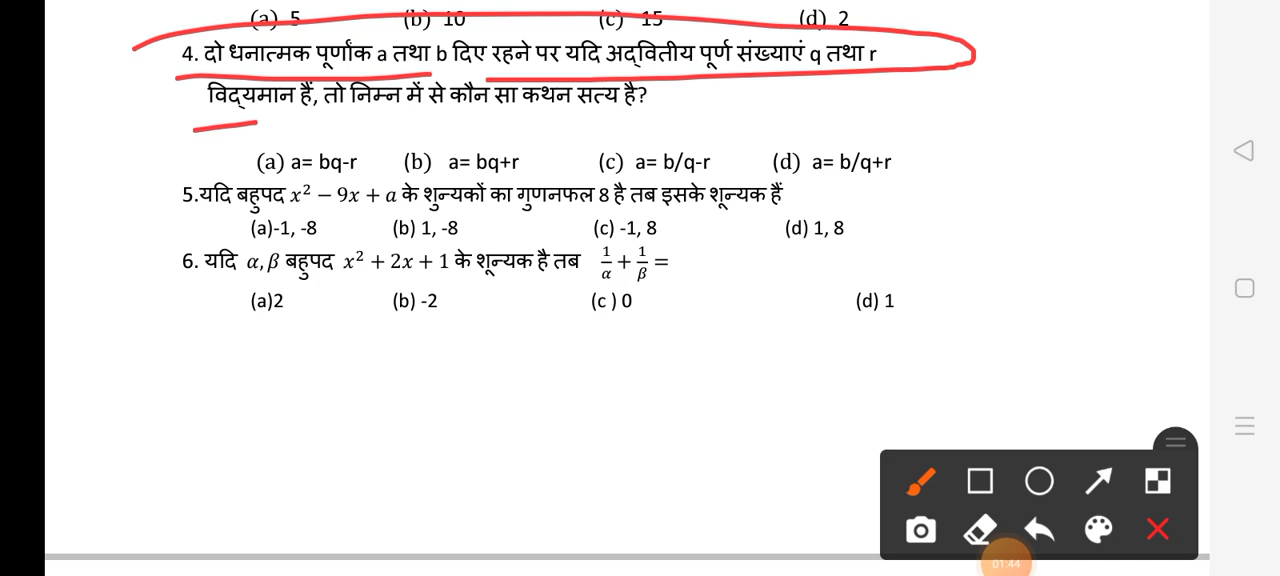 (a) 5 (b) 10 (c) 15 (d) 2
4. दो धनात्मक पूर्णांक a तथा b दिए रहने पर यदि अद्वितीय पूर्ण संख्याएं q तथा r
विद्यमान हैं, तो निम्न में से कौन सा कथन सत्य है?
(a) a= bq-r (b) a= bq+r (c) a= b/q-r (d) a= b/q+r
5.यदि बहुपद x² − 9x + a के शुन्यकों का गुणनफल 8 है तब इसके शून्यक हैं
(a)-1, -8 (b) 1, -8 (c) -1, 8 (d) 1, 8
6. यदि α, β बहुपद x² + 2x + 1 के शून्यक है तब 1/α + 1/β =
(a)2 (b) -2 (c ) 0 (d) 1
01:44